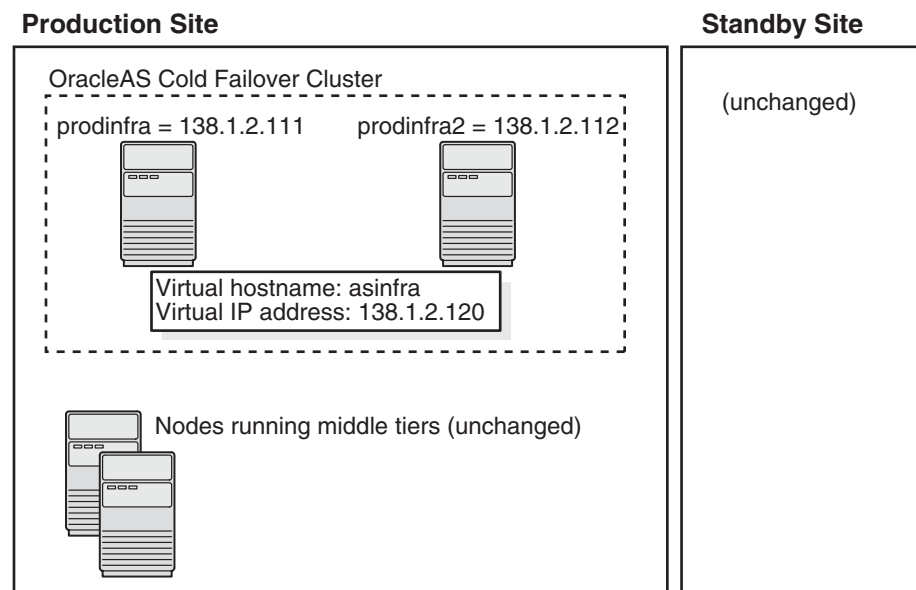 Production Site
Standby Site
OracleAS Cold Failover Cluster
prodinfra = 138.1.2.111
prodinfra2 = 138.1.2.112
(unchanged)
Virtual hostname: asinfra
Virtual IP address: 138.1.2.120
Nodes running middle tiers (unchanged)